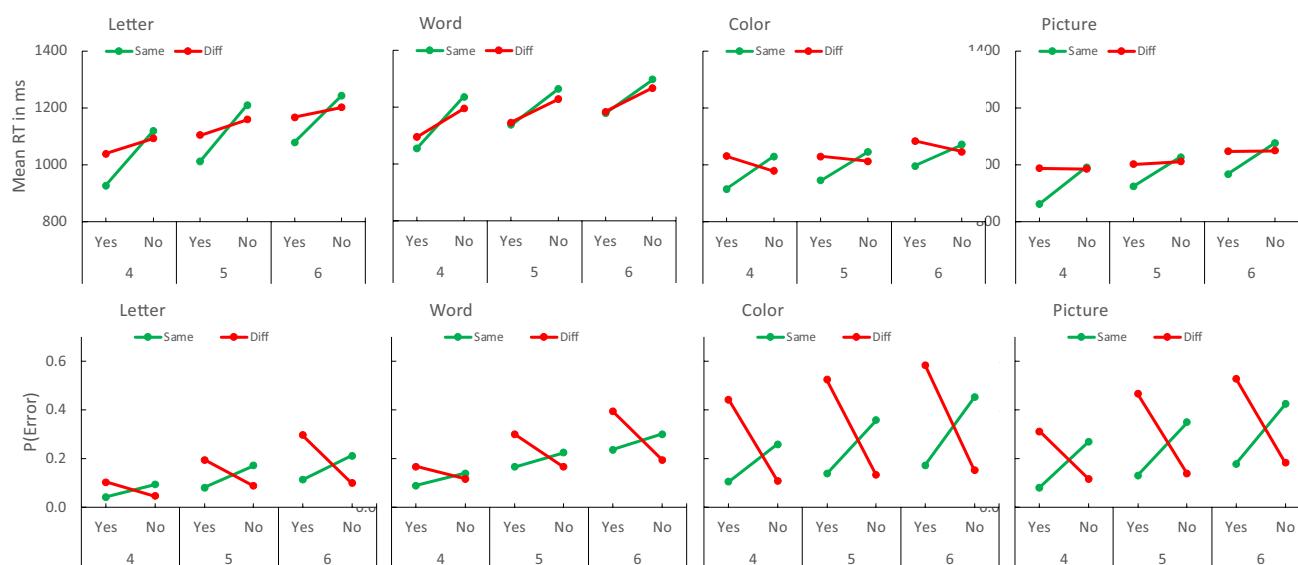 Letter Word Color Picture
Same Diff Same Diff Same Diff Same Diff
Mean RT in ms
1400
1200
1000
800
1400
Yes No Yes No Yes No Yes No Yes No Yes No Yes No Yes No Yes No Yes No Yes No Yes No
4 5 6 4 5 6 4 5 6 4 5 6
Letter Word Color Picture
Same Diff Same Diff Same Diff Same Diff
P(Error)
0.6
0.4
0.2
0.0
Yes No Yes No Yes No Yes No Yes No Yes No Yes No Yes No Yes No Yes No Yes No Yes No
4 5 6 4 5 6 4 5 6 4 5 6